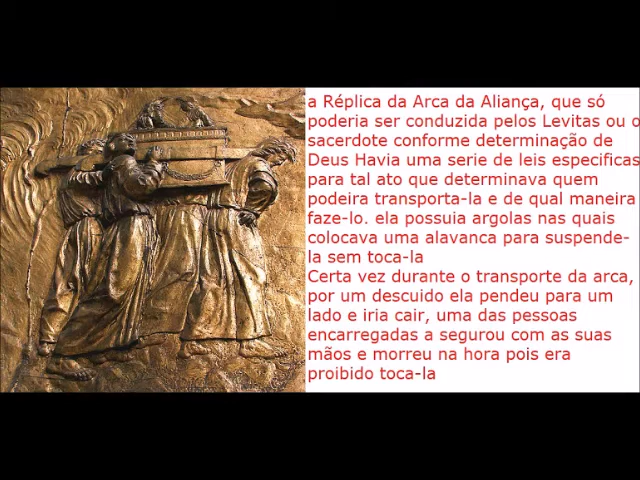 a Réplica da Arca da Aliança, que só
poderia ser conduzida pelos Levitas ou o
sacerdote conforme determinação de
Deus Havia uma serie de leis especificas
para tal ato que determinava quem
podeira transporta-la e de qual maneira
faze-lo. ela possuia argolas nas quais
colocava uma alavanca para suspende-
la sem toca-la
Certa vez durante o transporte da arca,
por um descuido ela pendeu para um
lado e iria cair, uma das pessoas
encarregadas a segurou com as suas
mãos e morreu na hora pois era
proibido toca-la